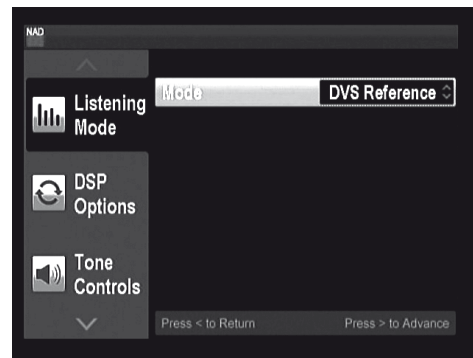 NAD
Listening
Mode
Mode DVS Reference
DSP
Options
Tone
Controls
Press < to Return Press > to Advance